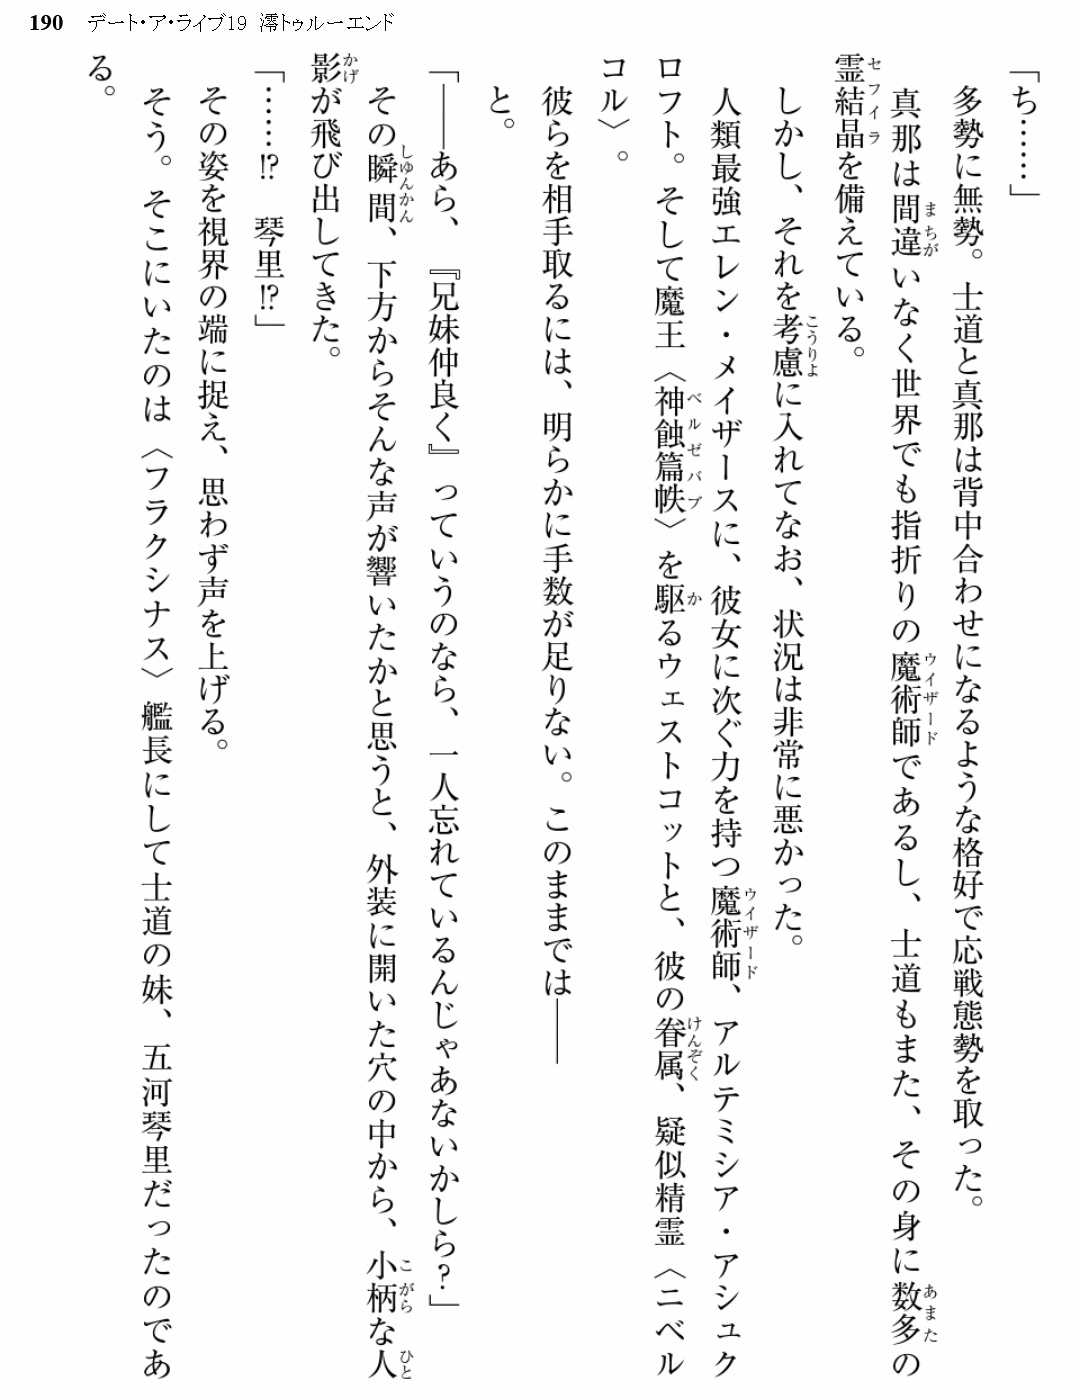 190 デート・ア・ライブ19 澪トゥルーエンド
「ち……」
多勢に無勢。士道と真那は背中合わせになるような格好で応戦態勢を取った。
真那は間違いなく世界でも指折りの魔術師であるし、士道もまた、その身に数多の
霊結晶を備えている。
しかし、それを考慮に入れてなお、状況は非常に悪かった。
人類最強エレン・メイザースに、彼女に次ぐ力を持つ魔術師、アルテミシア・アシュク
ロフト。そして魔王〈神蝕篇帙〉を駆るウェストコットと、彼の眷属、疑似精霊〈ニベル
コル〉。
彼らを相手取るには、明らかに手数が足りない。このままでは――
と。
「――あら、『兄妹仲良く』っていうのなら、一人忘れているんじゃあないかしら?」
その瞬間、下方からそんな声が響いたかと思うと、外装に開いた穴の中から、小柄な人
影が飛び出してきた。
「……!? 琴里!?」
その姿を視界の端に捉え、思わず声を上げる。
そう。そこにいたのは〈フラクシナス〉艦長にして士道の妹、五河琴里だったのであ
る。